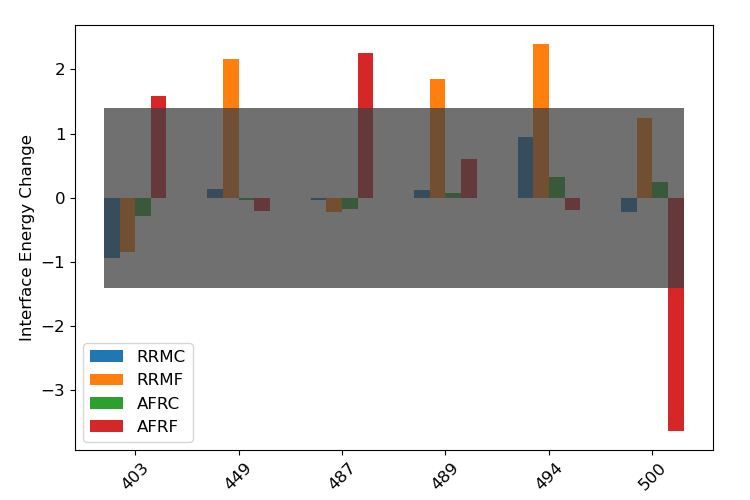 Interface Energy Change
2
1
0
−1
−2
−3
RRMC
RRMF
AFRC
AFRF
403
449
487
489
494
500